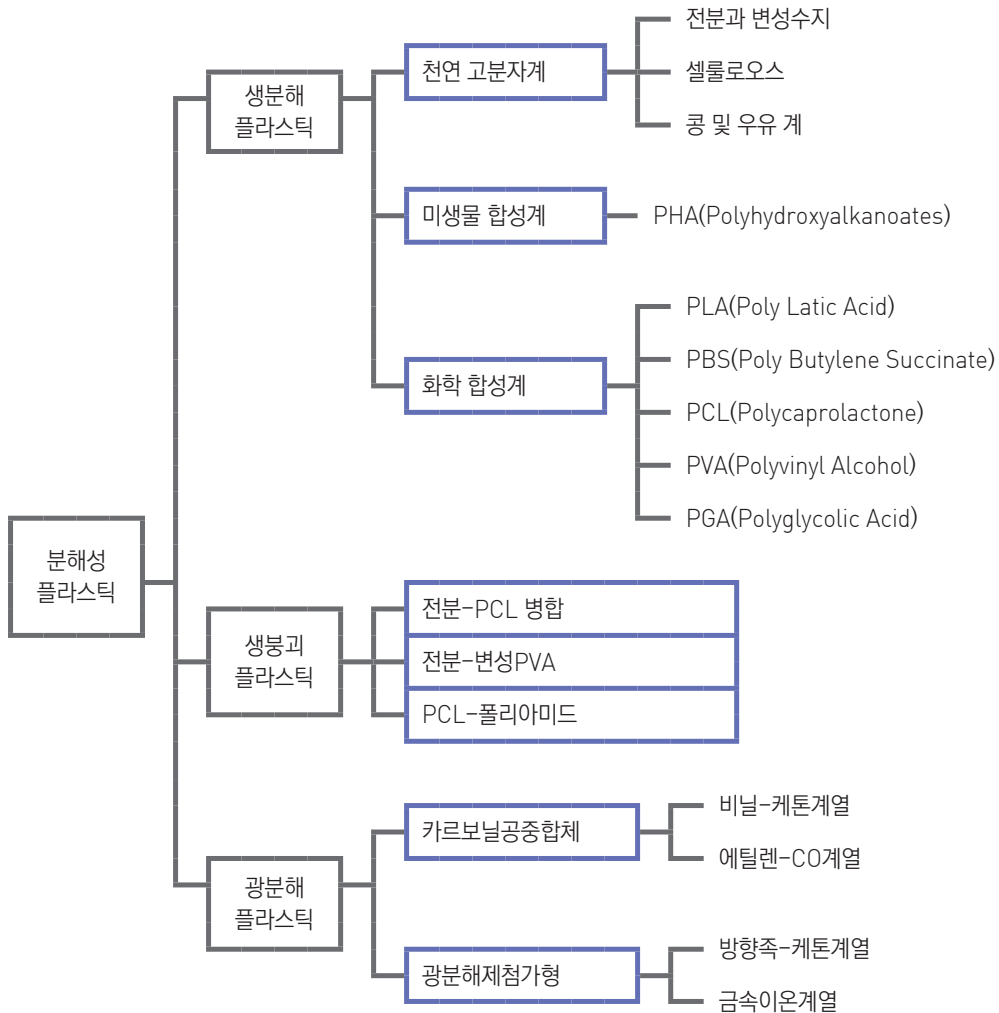 분해성
플라스틱
생분해
플라스틱
천연 고분자계
전분과 변성수지
셀룰로오스
콩 및 우유 계
미생물 합성계
PHA(Polyhydroxyalkanoates)
화학 합성계
PLA(Poly Latic Acid)
PBS(Poly Butylene Succinate)
PCL(Polycaprolactone)
PVA(Polyvinyl Alcohol)
PGA(Polyglycolic Acid)
생붕괴
플라스틱
전분-PCL 병합
전분-변성PVA
PCL-폴리아미드
광분해
플라스틱
카르보닐공중합체
비닐-케톤계열
에틸렌-CO계열
광분해제첨가형
방향족-케톤계열
금속이온계열